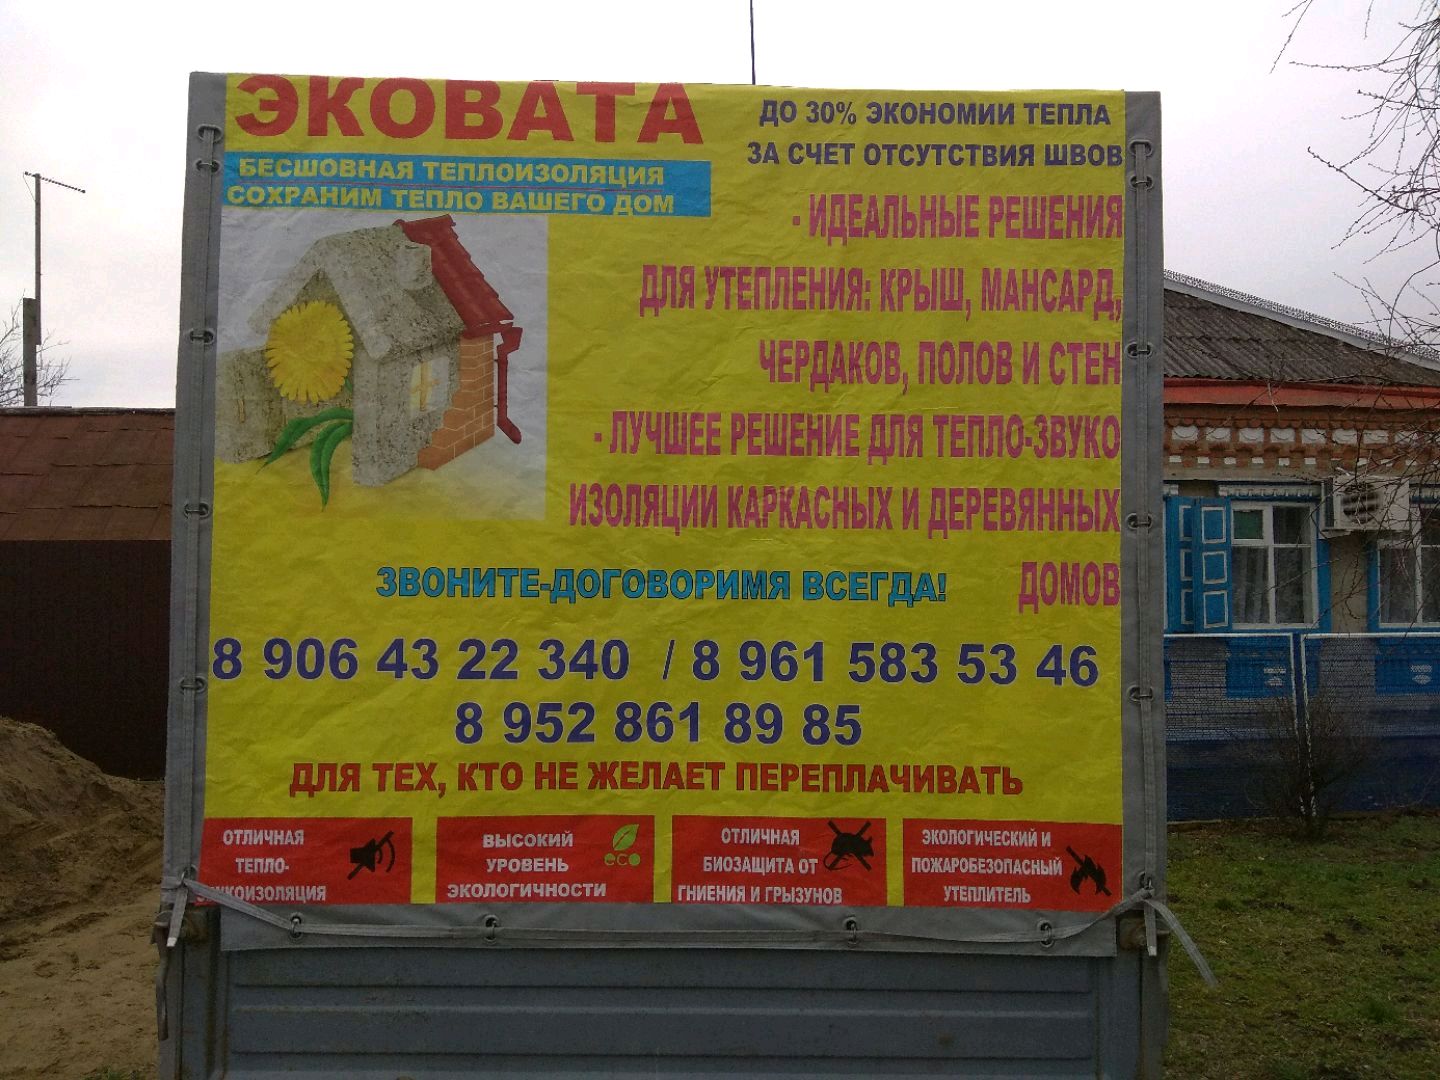 ЭКОВАТА
БЕСШОВНАЯ ТЕПЛОИЗОЛЯЦИЯ
СОХРАНИМ ТЕПЛО ВАШЕГО ДОМ
ДО 30% ЭКОНОМИИ ТЕПЛА
ЗА СЧЕТ ОТСУТСТВИЯ ШВОВ
- ИДЕАЛЬНЫЕ РЕШЕНИЯ
ДЛЯ УТЕПЛЕНИЯ: КРЫШ, МАНСАРД,
ЧЕРДАКОВ, ПОЛОВ И СТЕН
- ЛУЧШЕЕ РЕШЕНИЕ ДЛЯ ТЕПЛО-ЗВУКО
ИЗОЛЯЦИИ КАРКАСНЫХ И ДЕРЕВЯННЫХ
ДОМОВ
ЗВОНИТЕ-ДОГОВОРИМЯ ВСЕГДА!
8 906 43 22 340 / 8 961 583 53 46
8 952 861 89 85
ДЛЯ ТЕХ, КТО НЕ ЖЕЛАЕТ ПЕРЕПЛАЧИВАТЬ
ОТЛИЧНАЯ
ТЕПЛО-
УКОИЗОЛЯЦИЯ
ВЫСОКИЙ
УРОВЕНЬ
ЭКОЛОГИЧНОСТИ
eco
ОТЛИЧНАЯ
БИОЗАЩИТА ОТ
ГНИЕНИЯ И ГРЫЗУНОВ
ЭКОЛОГИЧЕСКИЙ И
ПОЖАРОБЕЗОПАСНЫЙ
УТЕПЛИТЕЛЬ